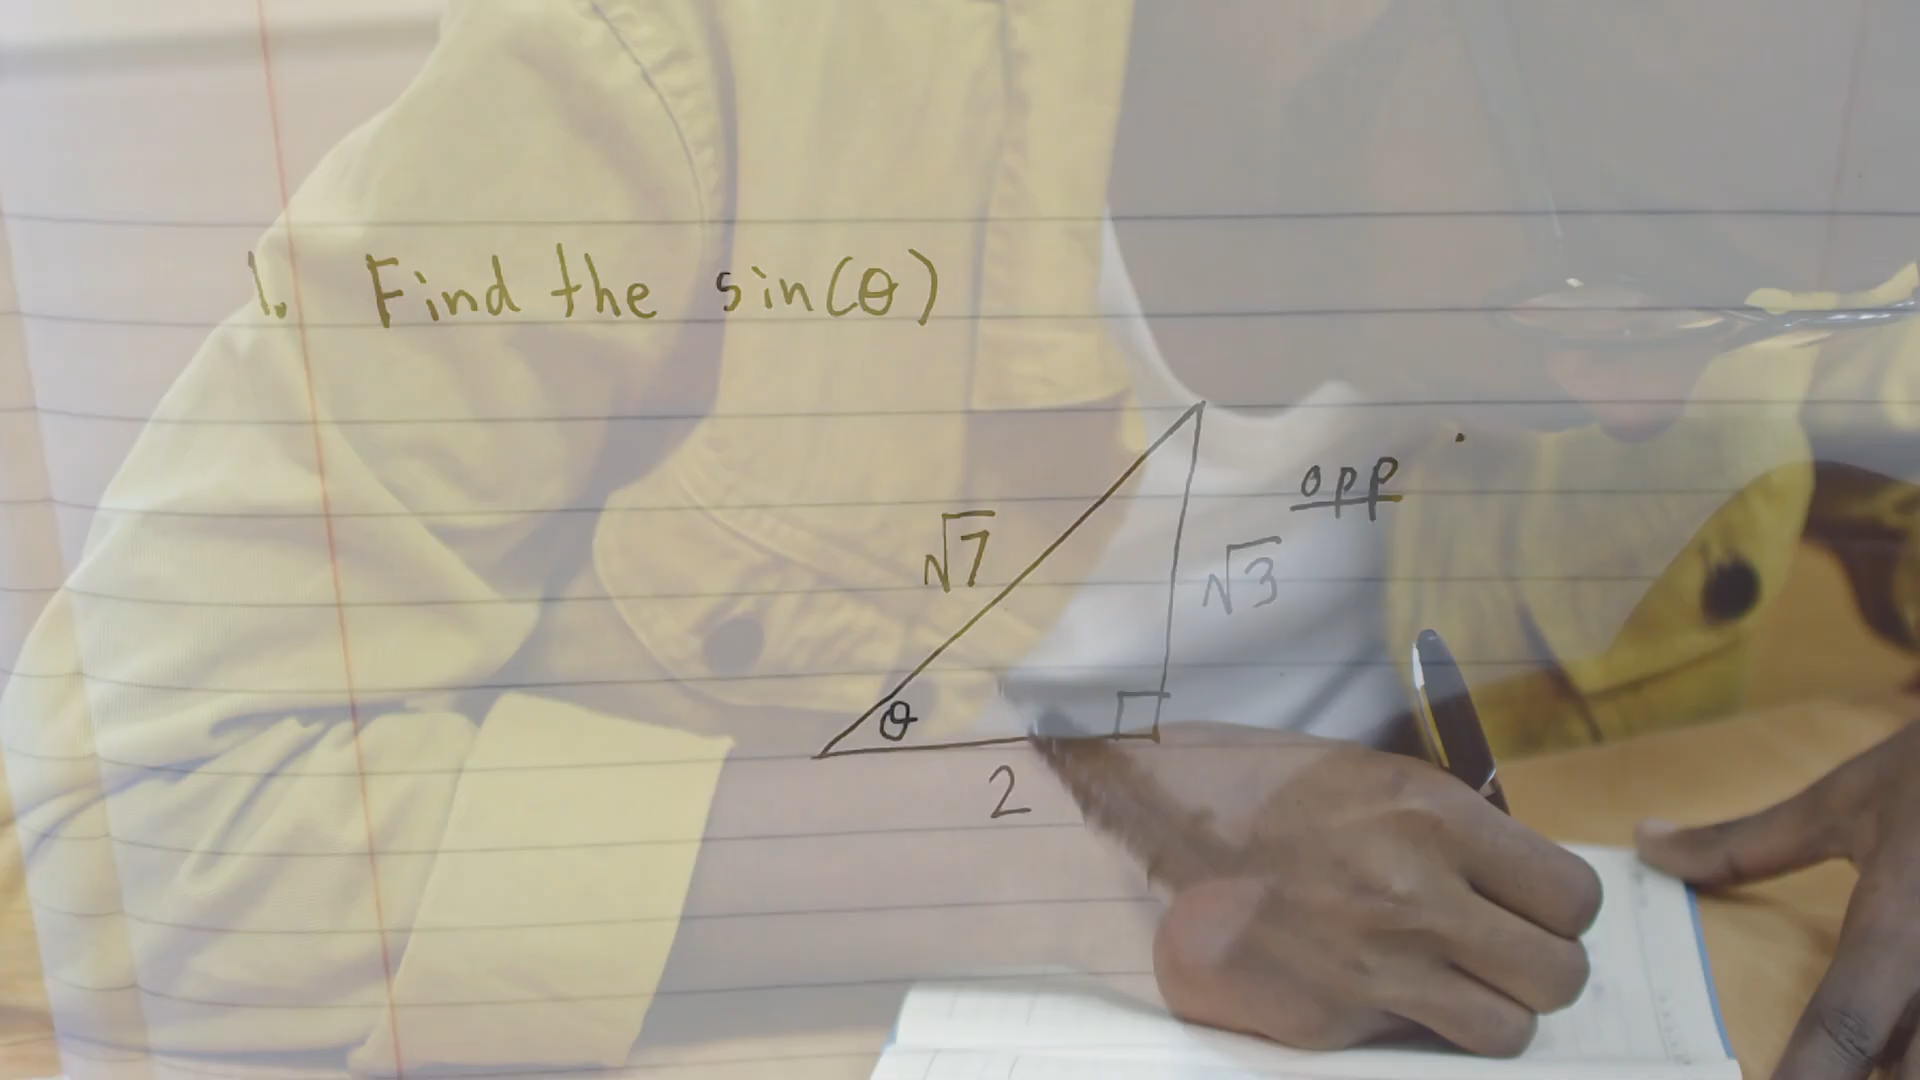 1. Find the sin(θ)
opp
√7
√3
θ
2